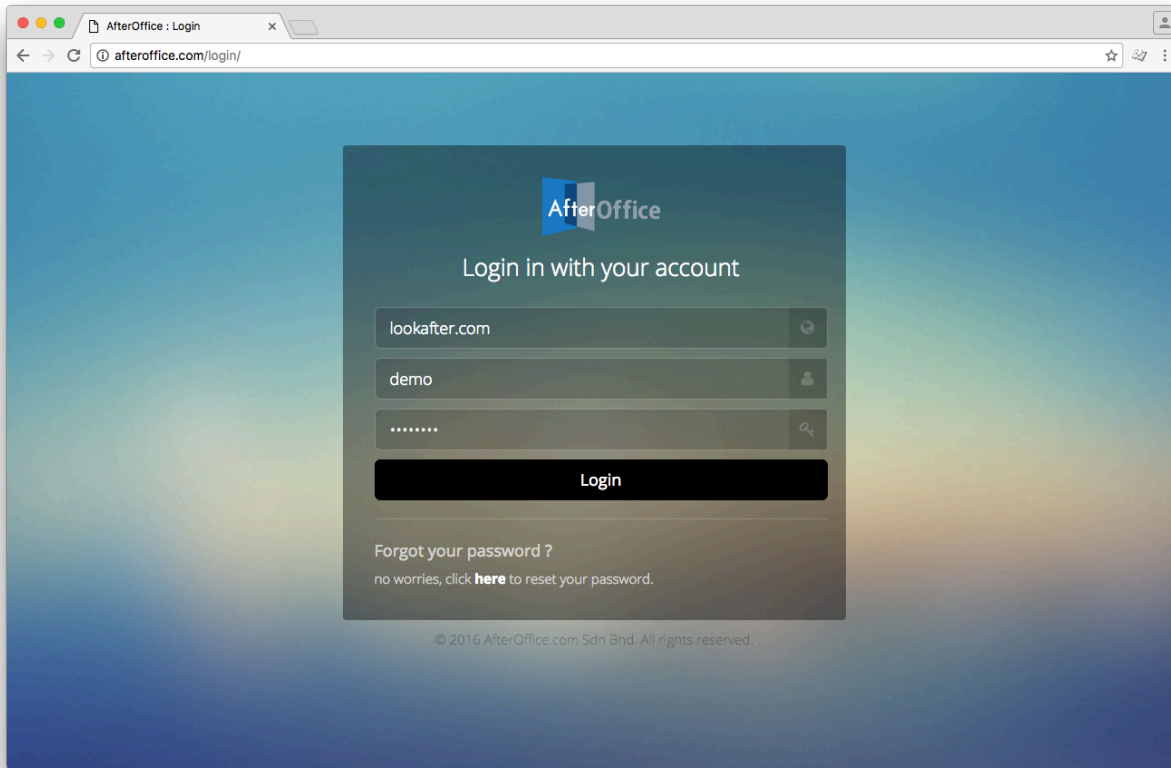 AfterOffice : Login
afteroffice.com/login/
AfterOffice
Login in with your account
lookafter.com
demo
••••••••
Login
Forgot your password ?
no worries, click here to reset your password.
© 2016 AfterOffice.com Sdn Bhd. All rights reserved.